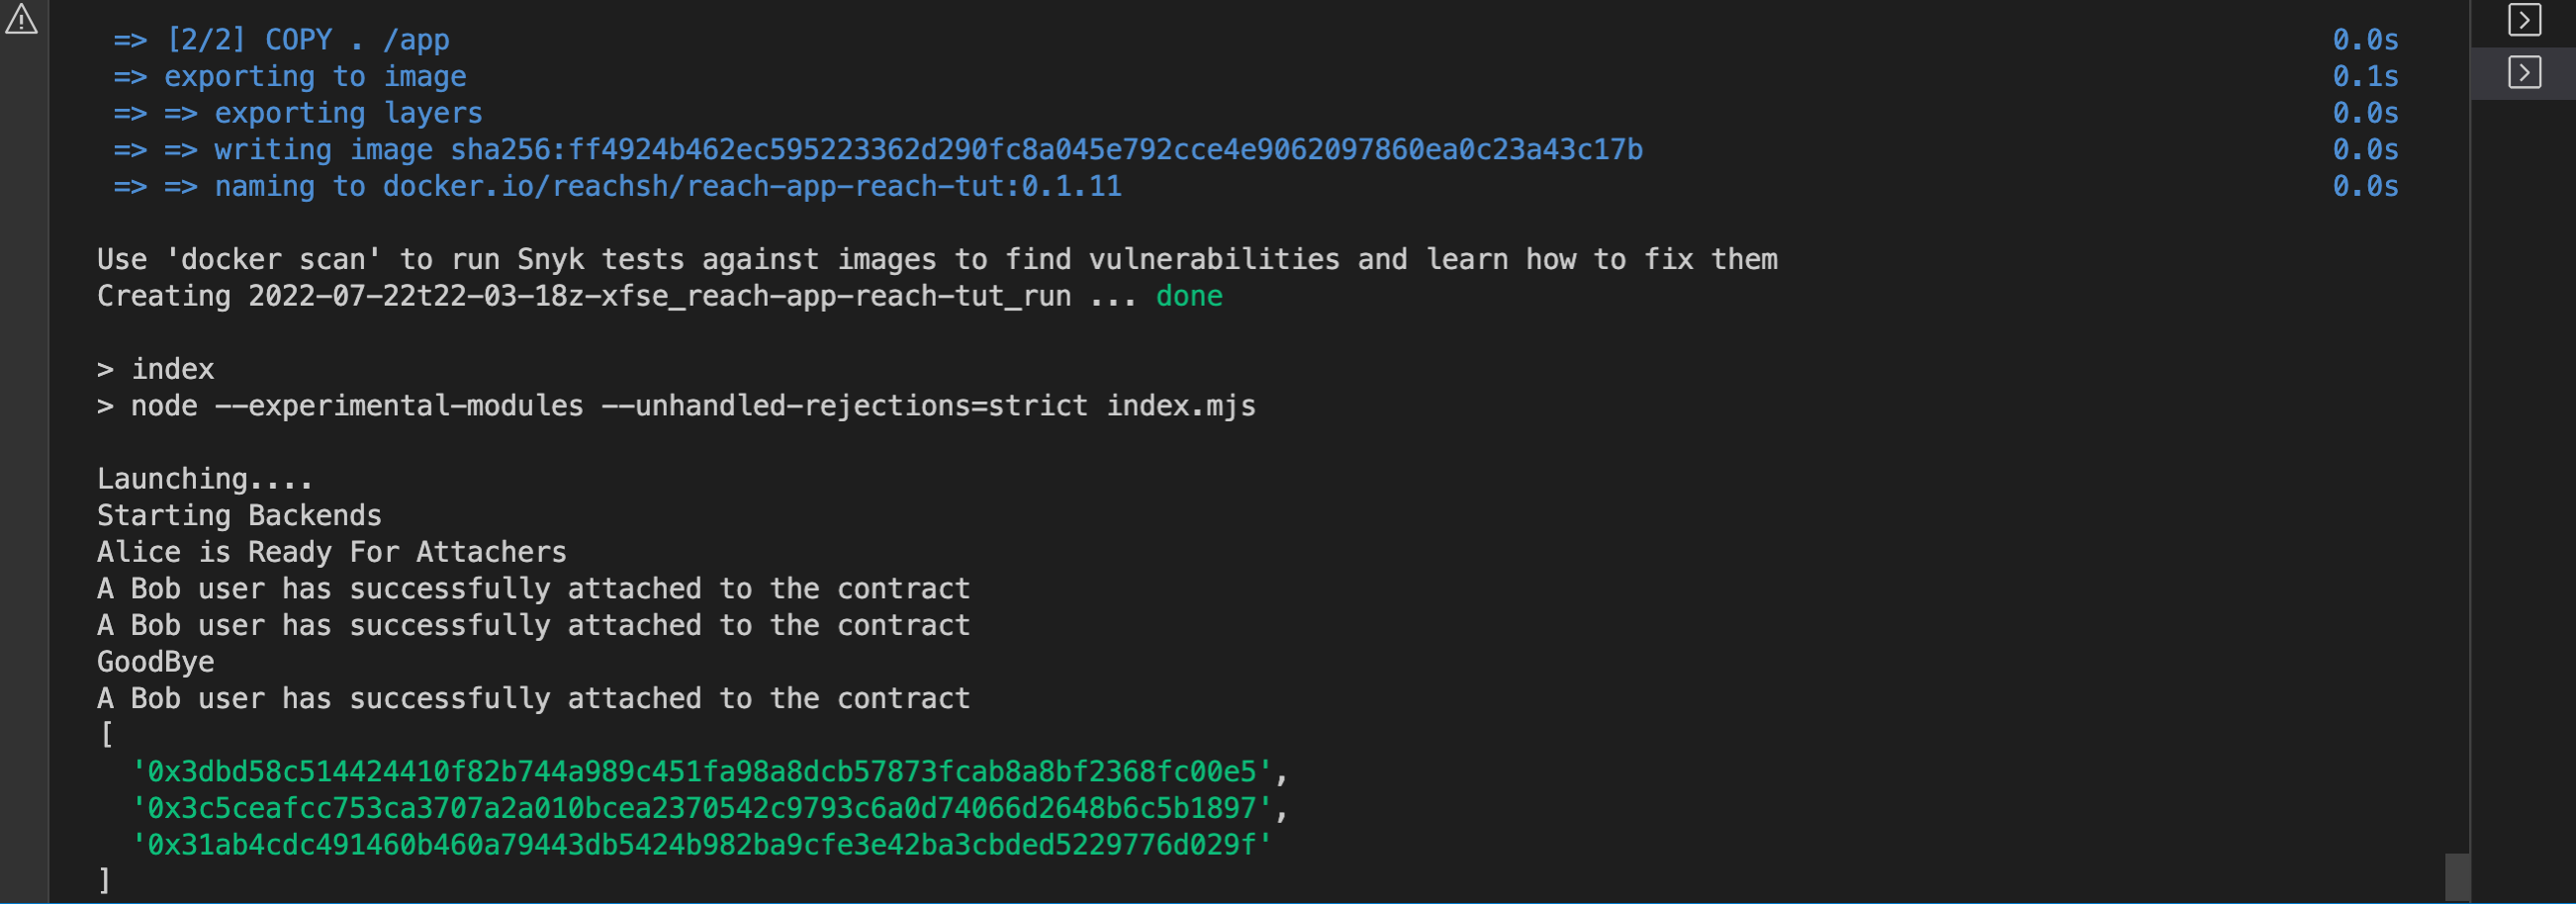 => [2/2] COPY . /app 0.0s
=> exporting to image 0.1s
=> => exporting layers 0.0s
=> => writing image sha256:ff4924b462ec595223362d290fc8a045e792cce4e9062097860ea0c23a43c17b 0.0s
=> => naming to docker.io/reachsh/reach-app-reach-tut:0.1.11 0.0s
Use 'docker scan' to run Snyk tests against images to find vulnerabilities and learn how to fix them
Creating 2022-07-22t22-03-18z-xfse_reach-app-reach-tut_run ... done
> index
> node --experimental-modules --unhandled-rejections=strict index.mjs
Launching....
Starting Backends
Alice is Ready For Attachers
A Bob user has successfully attached to the contract
A Bob user has successfully attached to the contract
GoodBye
A Bob user has successfully attached to the contract
[
'0x3dbd58c514424410f82b744a989c451fa98a8dcb57873fcab8a8bf2368fc00e5',
'0x3c5ceafcc753ca3707a2a010bcea2370542c9793c6a0d74066d2648b6c5b1897',
'0x31ab4cdc491460b460a79443db5424b982ba9cfe3e42ba3cbded5229776d029f'
]